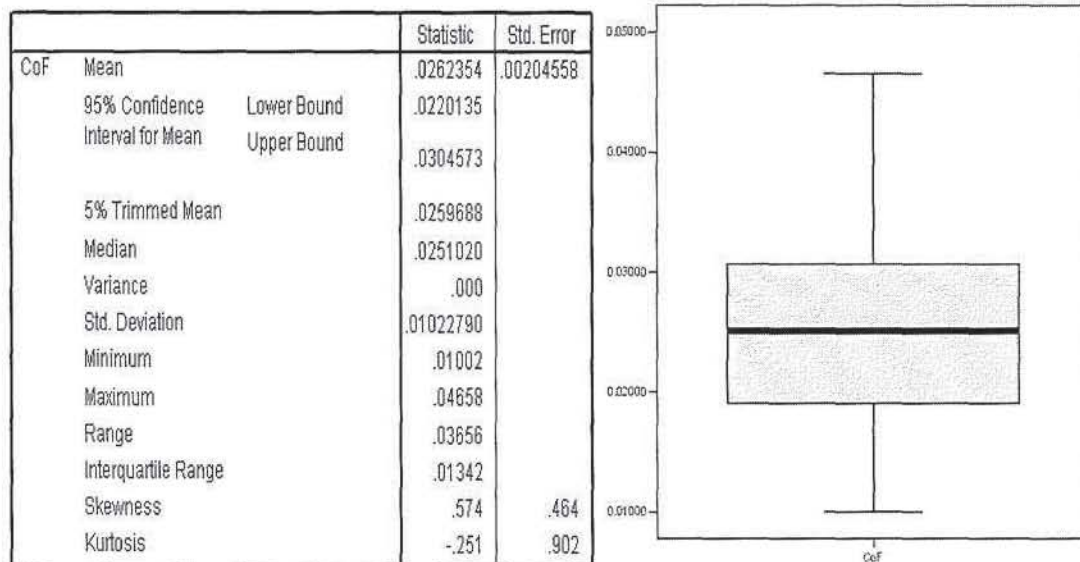 Statistic Std. Error
CoF Mean .0262354 .00204558
95% Confidence Interval for Mean Lower Bound .0220135
Upper Bound .0304573
5% Trimmed Mean .0259688
Median .0251020
Variance .000
Std. Deviation .01022790
Minimum .01002
Maximum .04658
Range .03656
Interquartile Range .01342
Skewness .574 .464
Kurtosis -.251 .902
0.05000
0.04000
0.03000
0.02000
0.01000
CoF